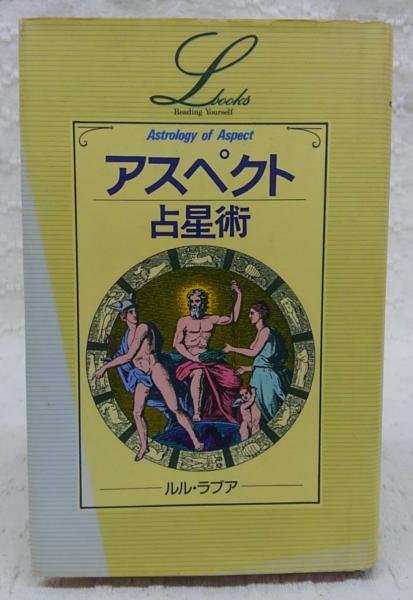 L books
Reading Yourself
Astrology of Aspect
アスペクト
占星術
ルル・ラブア